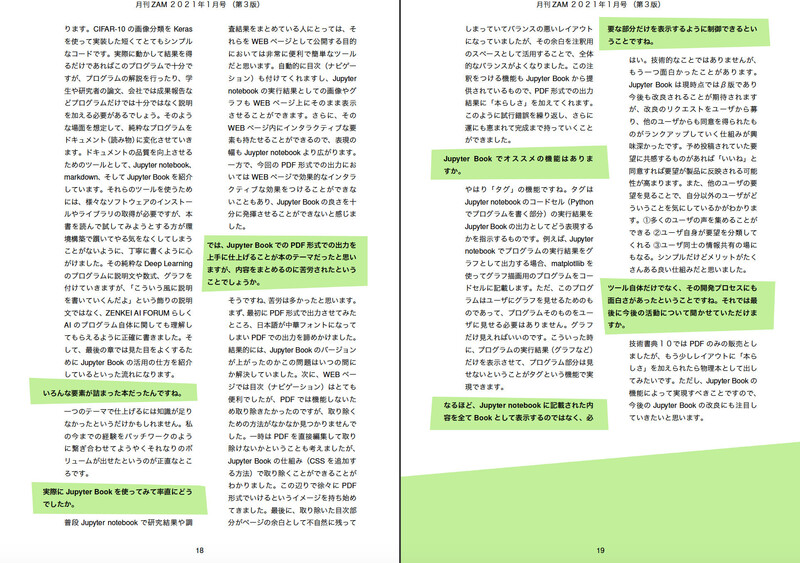 月刊 ZAM 2021年1月号 (第3版)
ります。CIFAR-10 の画像分類を Keras
を使って実装した短くてとてもシンプル
なコードです。実際に動かして結果を得
るだけであればこのプログラムで十分で
すが、プログラムの解説を行ったり、学
生や研究者の論文、会社では成果報告な
どプログラムだけでは十分ではなく説明
を加える必要があるでしょう。そのよう
な場面を想定して、純粋なプログラムを
ドキュメント(読み物)に変化させていき
ます。ドキュメントの品質を向上させる
ためのツールとして、Jupyter notebook、
markdown、そして Jupyter Book を紹介
しています。それらのツールを使うため
には、様々なソフトウェアのインストー
ルやライブラリの取得が必要ですが、本
書を読んで試してみようとする方が環
境構築で躓いてやる気をなくしてしまう
ことがないように、丁寧に書くように心
がけました。その純粋な Deep Learning
のプログラムに説明文や数式、グラフを
付けていきますが、「こういう風に説明
を書いていくんだよ」という飾りの説明
文ではなく、ZENKEI AI FORUM らしく
AI のプログラム自体に関しても理解し
てもらえるように正確に書きました。そ
して、最後の章では見た目をよくするた
めに Jupyter Book の活用の仕方を紹介
しているといった流れになります。
いろんな要素が詰まった本だったんですね。
一つのテーマで仕上げるには知識が足り
なかったというだけかもしれません。私
の今までの経験をパッチワークのよう
に繋ぎ合わせてようやくそれなりのボ
リュームが出せたというのが正直なとこ
ろです。
実際に Jupyter Book を使ってみて率直にどう
でしたか。
普段 Jupyter notebook で研究結果や調
査結果をまとめている人にとっては、そ
れらを WEB ページとして公開する目的
においては非常に便利で簡単なツール
だと思います。自動的に目次(ナビゲー
ション)も付けてくれますし、Jupyter
notebook の実行結果としての画像やグ
ラフも WEB ページ上にそのまま表示
させることができます。さらに、その
WEB ページ内にインタラクティブな要
素も持たせることができるので、表現の
幅も Juypter notebook より広がります。
一方で、今回の PDF 形式での出力にお
いては WEB ページで効果的なインタラ
クティブな効果をつけることができな
いこともあり、Jupyter Book の良さを十
分に発揮させることができないと感じま
した。
では、Jupyter Book での PDF 形式での出力を
上手に仕上げることが本のテーマだったと思い
ますが、内容をまとめるのに苦労されたという
ことでしょうか。
そうですね、苦労は多かったと思います。
まず、最初に PDF 形式で出力させてみた
ところ、日本語が中華フォントになって
しまい PDF での出力を諦めかけました。
結果的には、Jupyter Book のバージョン
が上がったのかこの問題はいつの間に
か解決していました。次に、WEB ペー
ジでは目次(ナビゲーション)はとても
便利でしたが、PDF では機能しないた
め取り除きたかったのですが、取り除く
ための方法がなかなか見つかりませんで
した。一時は PDF を直接編集して取り
除けないかということも考えましたが、
Jupyter Book の仕組み(CSS を追加す
る方法)で取り除くことができることが
わかりました。この辺りで徐々に PDF
形式でいけるというイメージを持ち始め
てきました。最後に、取り除いた目次部
分がページの余白として不自然に残って
18
月刊 ZAM 2021年1月号 (第3版)
しまっていてバランスの悪いレイアウト
になっていましたが、その余白を注釈用
のスペースとして活用することで、全体
的なバランスがよくなりました。この注
釈をつける機能も Jupyter Book から提
供されているもので、PDF 形式での出力
結果に「本らしさ」を加えてくれます。
このように試行錯誤を繰り返し、さらに
運にも恵まれて完成まで持っていくこと
ができました。
Jupyter Book でオススメの機能はありま
すか。
やはり「タグ」の機能ですね。タグは
Jupyter notebook のコードセル (Python
でプログラムを書く部分) の実行結果を
Jupyter Book の出力としてどう表現する
かを指示するものです。例えば、Jupyter
notebook でプログラムの実行結果をグ
ラフとして出力する場合、matplotlib を
使ってグラフ描画用のプログラムをコー
ドセルに記載します。ただ、このプログ
ラムはユーザにグラフを見せるためのも
のであって、プログラムそのものをユー
ザに見せる必要はありません。グラフ
だけ見えればいいのです。こういった時
に、プログラムの実行結果 (グラフなど)
だけを表示させて、プログラム部分は見
せないということがタグという機能で実
現できます。
なるほど、Jupyter notebook に記載された内
容を全て Book として表示するのではなく、必
要な部分だけを表示するように制御できるとい
うことですね。
はい。技術的なことではありませんが、
もう一つ面白かったことがあります。
Jupyter Book は現時点ではβ版であり
今後も改良されることが期待されます
が、改良のリクエストをユーザから募
り、他のユーザからも同意を得られたも
のがランクアップしていく仕組みが興
味深かったです。予め投稿されていた要
望に共感するものがあれば「いいね」と
同意すれば要望が製品に反映される可能
性が高まります。また、他のユーザの要
望を見ることで、自分以外のユーザがど
ういうことを気にしているかがわかりま
す。①多くのユーザの声を集めることが
できる ②ユーザ自身が要望を分類して
くれる ③ユーザ同士の情報共有の場に
もなる。シンプルだけどメリットがたく
さんある良い仕組みだと思いました。
ツール自体だけでなく、その開発プロセスにも
面白さがあったということですね。それでは最
後に今後の活動について聞かせていただけま
すか。
技術書典10では PDF のみの販売とし
ましたが、もう少しレイアウトに「本ら
しさ」を加えられたら物理本として出し
てみたいです。ただし、Jupyter Book の
機能によって実現すべきことですので、
今後の Jupyter Book の改良にも注目し
ていきたいと思います。
19